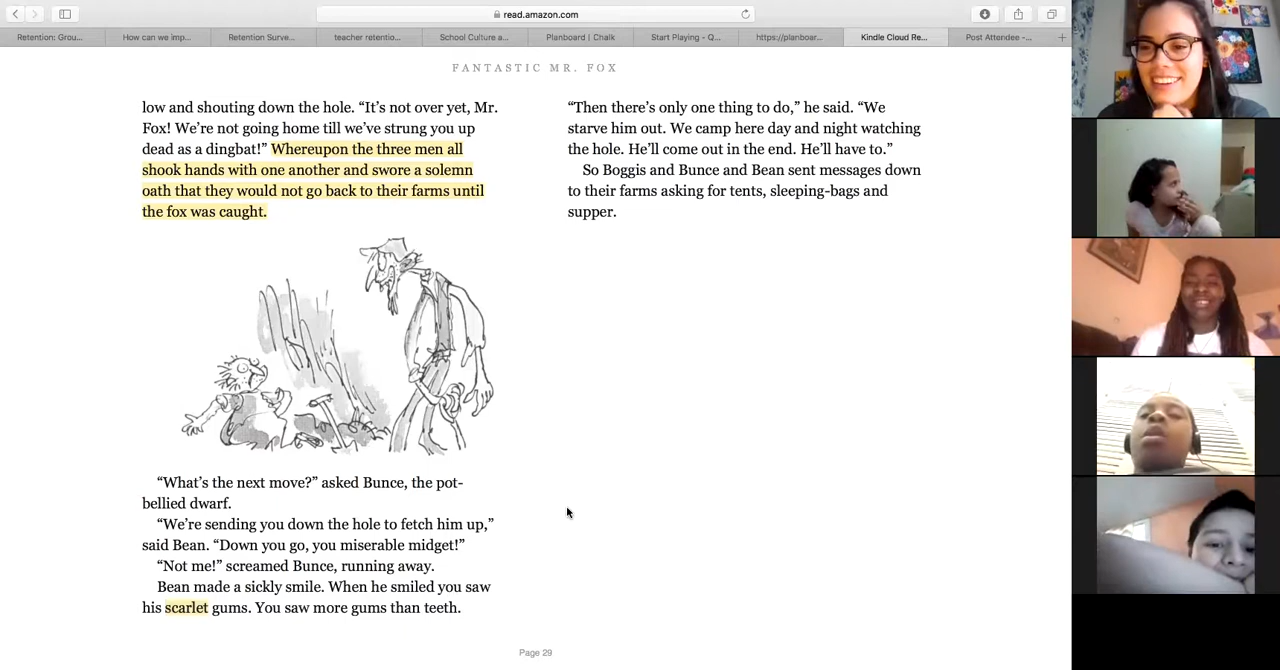 read.amazon.com
Retention: Grou...
How can we imp...
Retention Surve...
teacher retentio...
School Culture a...
Planboard | Chalk
Start Playing - Q...
https://planboar...
Kindle Cloud Re...
Post Attendee -...
FANTASTIC MR. FOX
low and shouting down the hole. “It’s not over yet, Mr.
Fox! We’re not going home till we’ve strung you up
dead as a dingbat!” Whereupon the three men all
shook hands with one another and swore a solemn
oath that they would not go back to their farms until
the fox was caught.
“What’s the next move?” asked Bunce, the pot-
bellied dwarf.
“We’re sending you down the hole to fetch him up,”
said Bean. “Down you go, you miserable midget!”
“Not me!” screamed Bunce, running away.
Bean made a sickly smile. When he smiled you saw
his scarlet gums. You saw more gums than teeth.
“Then there’s only one thing to do,” he said. “We
starve him out. We camp here day and night watching
the hole. He’ll come out in the end. He’ll have to.”
So Boggis and Bunce and Bean sent messages down
to their farms asking for tents, sleeping-bags and
supper.
Page 29